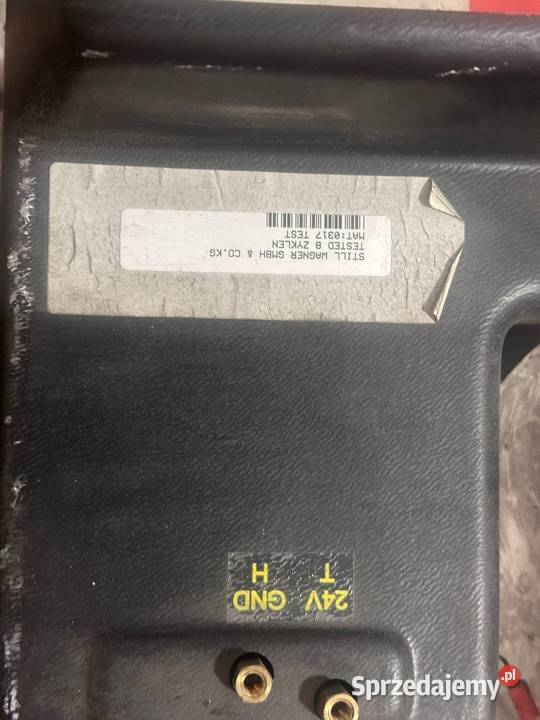 STILL WAGNER GMBH & CO.KG
TESTED 8 ZYKLEN
MAT:0317 TEST
24V GND
T H
Sprzedajemy.pl